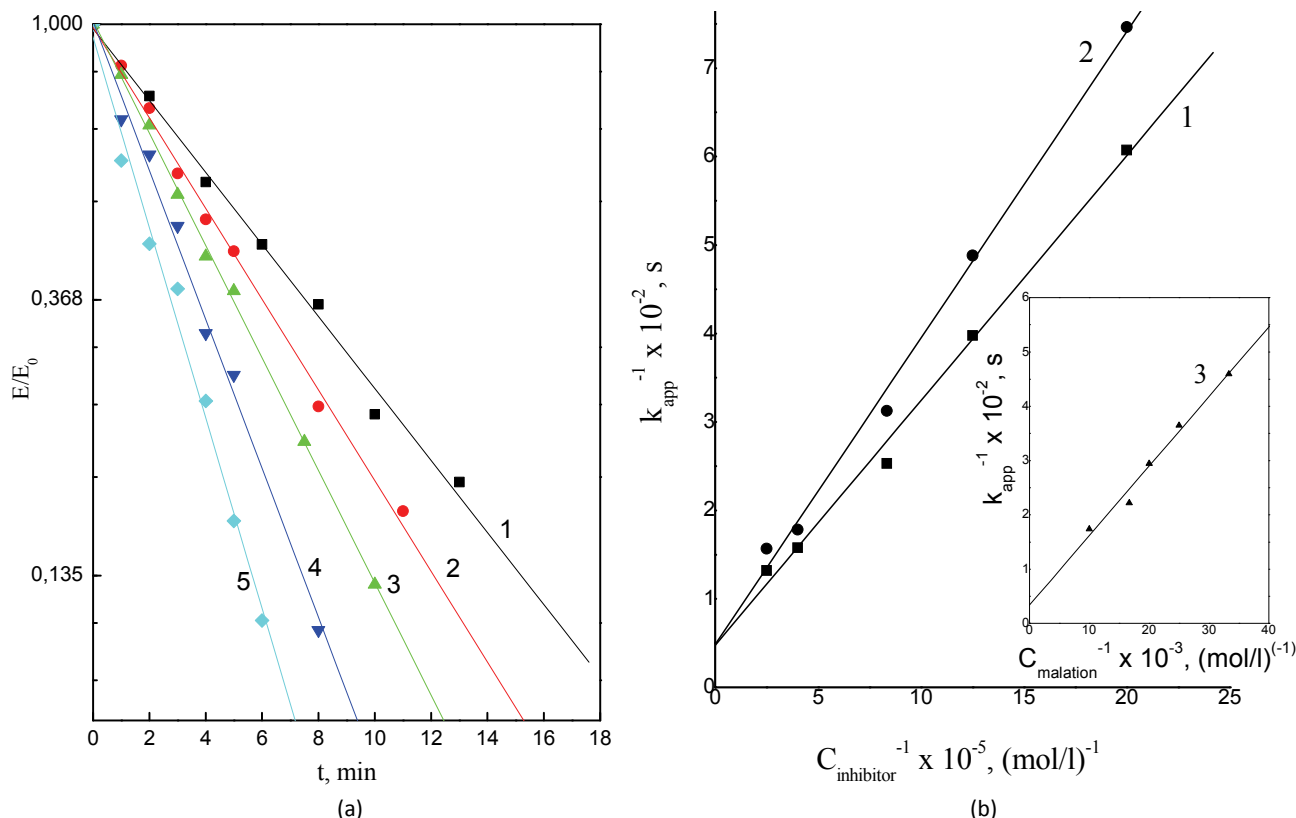 1,000
0,368
0,135
E/E₀
0 2 4 6 8 10 12 14 16 18
t, min
1
2
3
4
5
(a)
7
6
5
4
3
2
1
0
k_app⁻¹ x 10⁻², s
0 5 10 15 20 25
C_inhibitor⁻¹ x 10⁻⁵, (mol/l)⁻¹
2
1
6
5
4
3
2
1
0
k_app⁻¹ x 10⁻², s
3
0 10 20 30 40
C_malation⁻¹ x 10⁻³, (mol/l)⁽⁻¹⁾
(b)